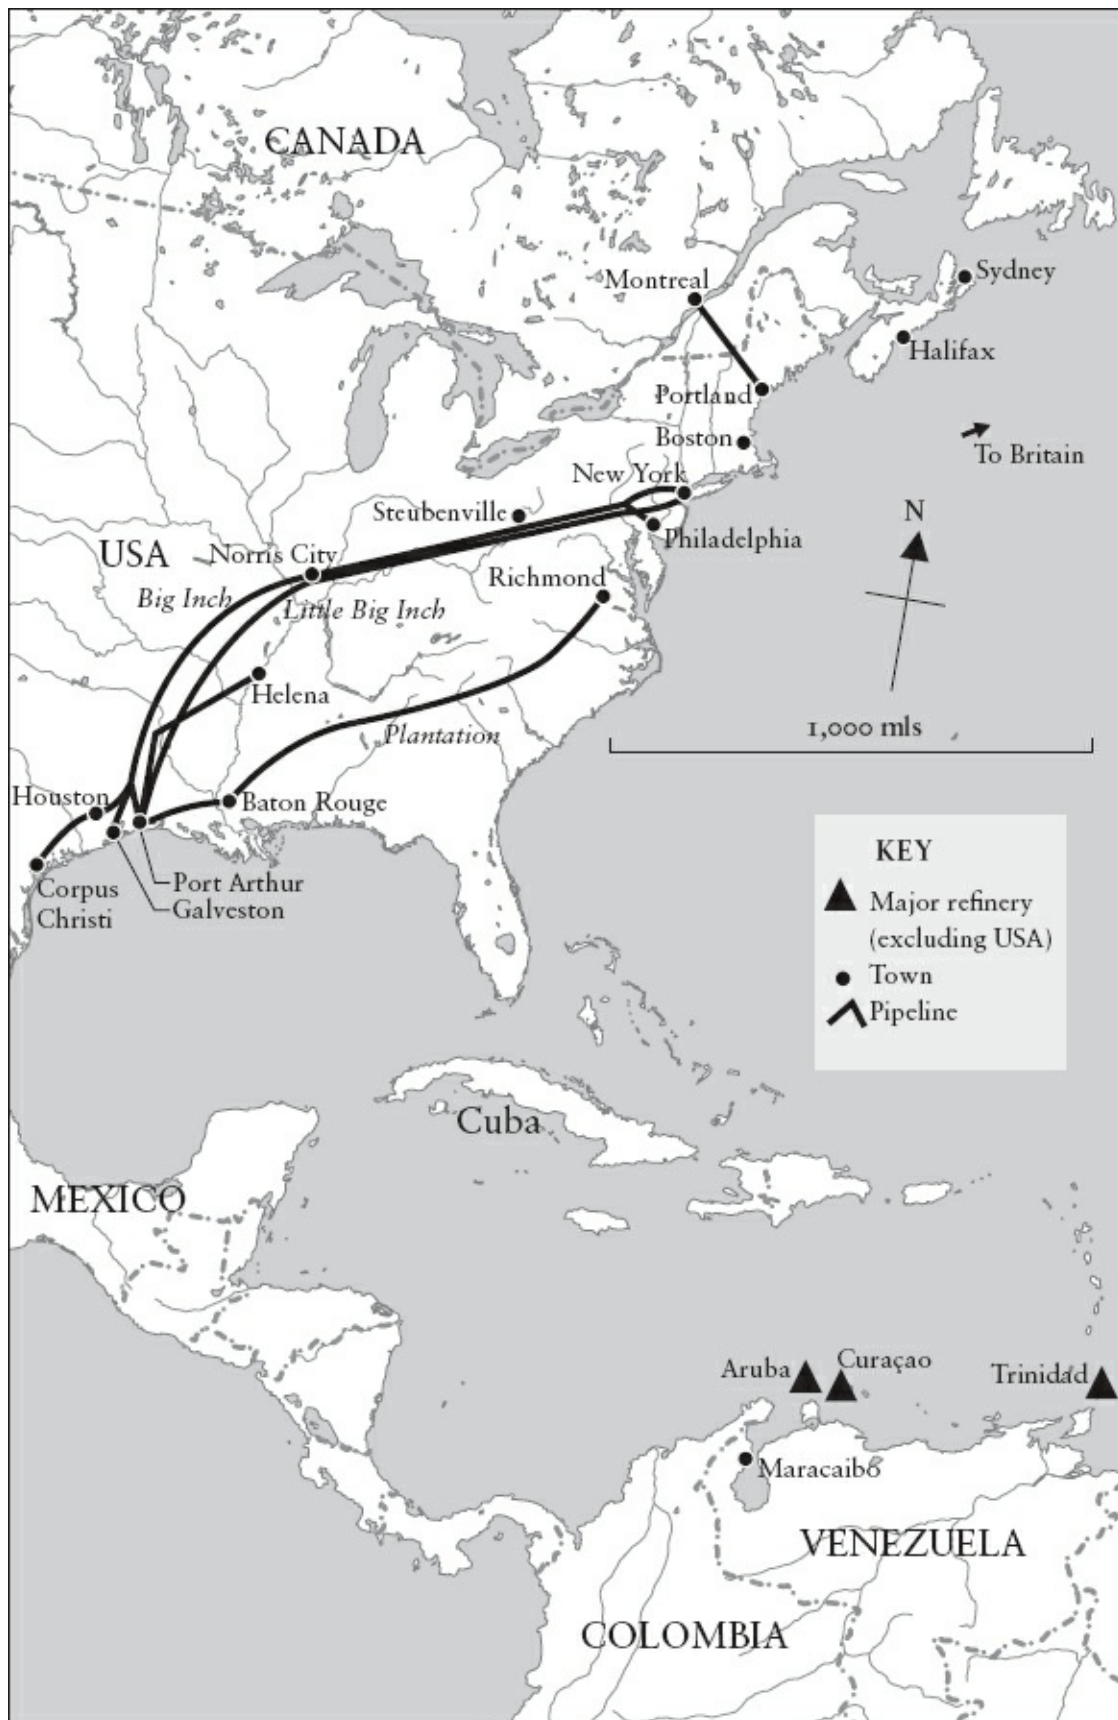 CANADA
Montreal
Sydney
Halifax
Portland
Boston
To Britain
New York
Steubenville
Philadelphia
N
USA
Norris City
Richmond
Big Inch
Little Big Inch
Helena
Plantation
1,000 mls
Houston
Baton Rouge
Port Arthur
Galveston
Corpus
Christi
KEY
Major refinery
(excluding USA)
Town
Pipeline
Cuba
MEXICO
Aruba
Curaçao
Trinidad
Maracaibo
VENEZUELA
COLOMBIA